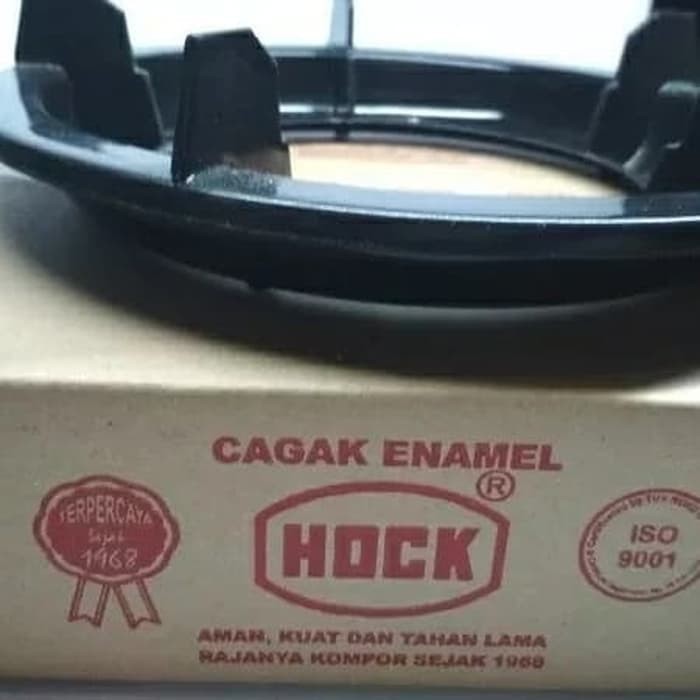 CAGAK ENAMEL
®
HOCK
TERPERCAYA
Sejak
1968
ISO
9001
AMAN, KUAT DAN TAHAN LAMA
RAJANYA KOMPOR SEJAK 1968